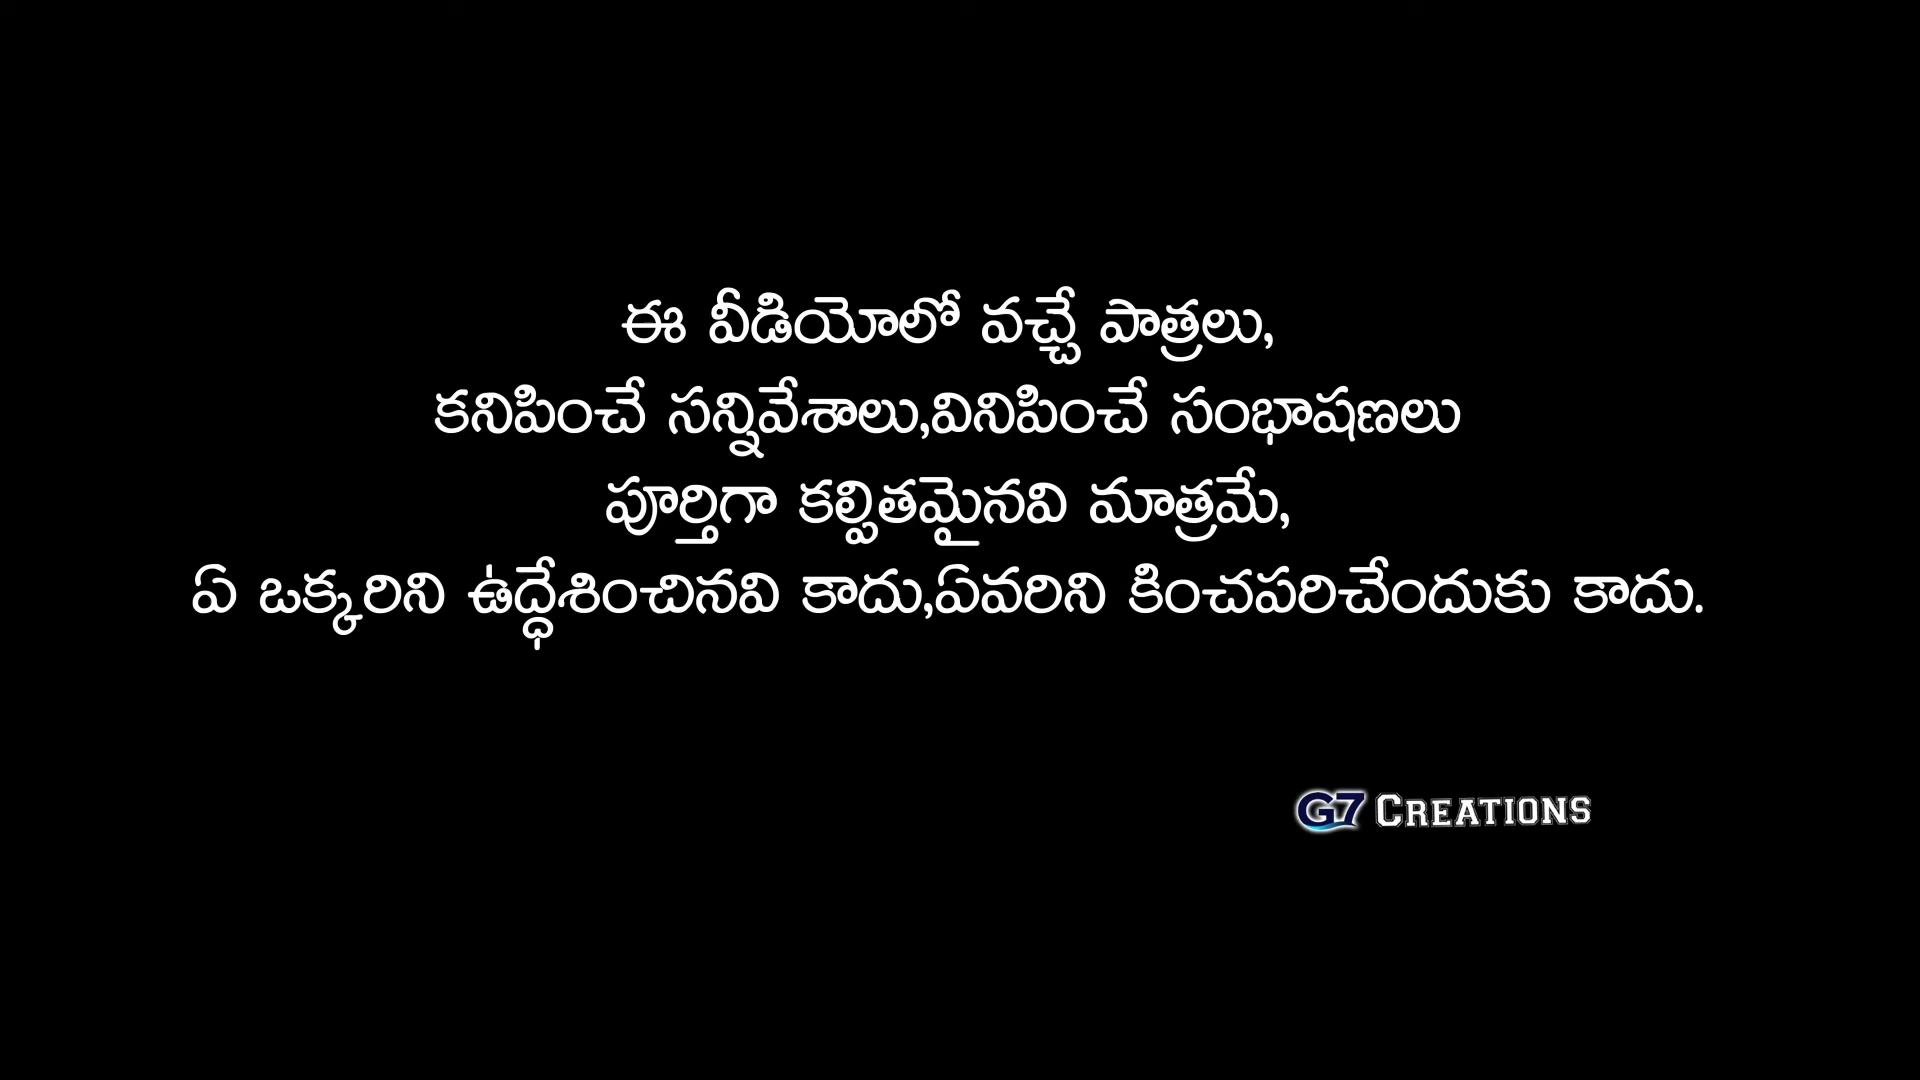 ఈ వీడియోలో వచ్చే పాత్రలు,
కనిపించే సన్నివేశాలు,వినిపించే సంభాషణలు
పూర్తిగా కల్పితమైనవి మాత్రమే,
ఏ ఒక్కరిని ఉద్ధేశించినవి కాదు,ఏవరిని కించపరిచేందుకు కాదు.
G7 CREATIONS